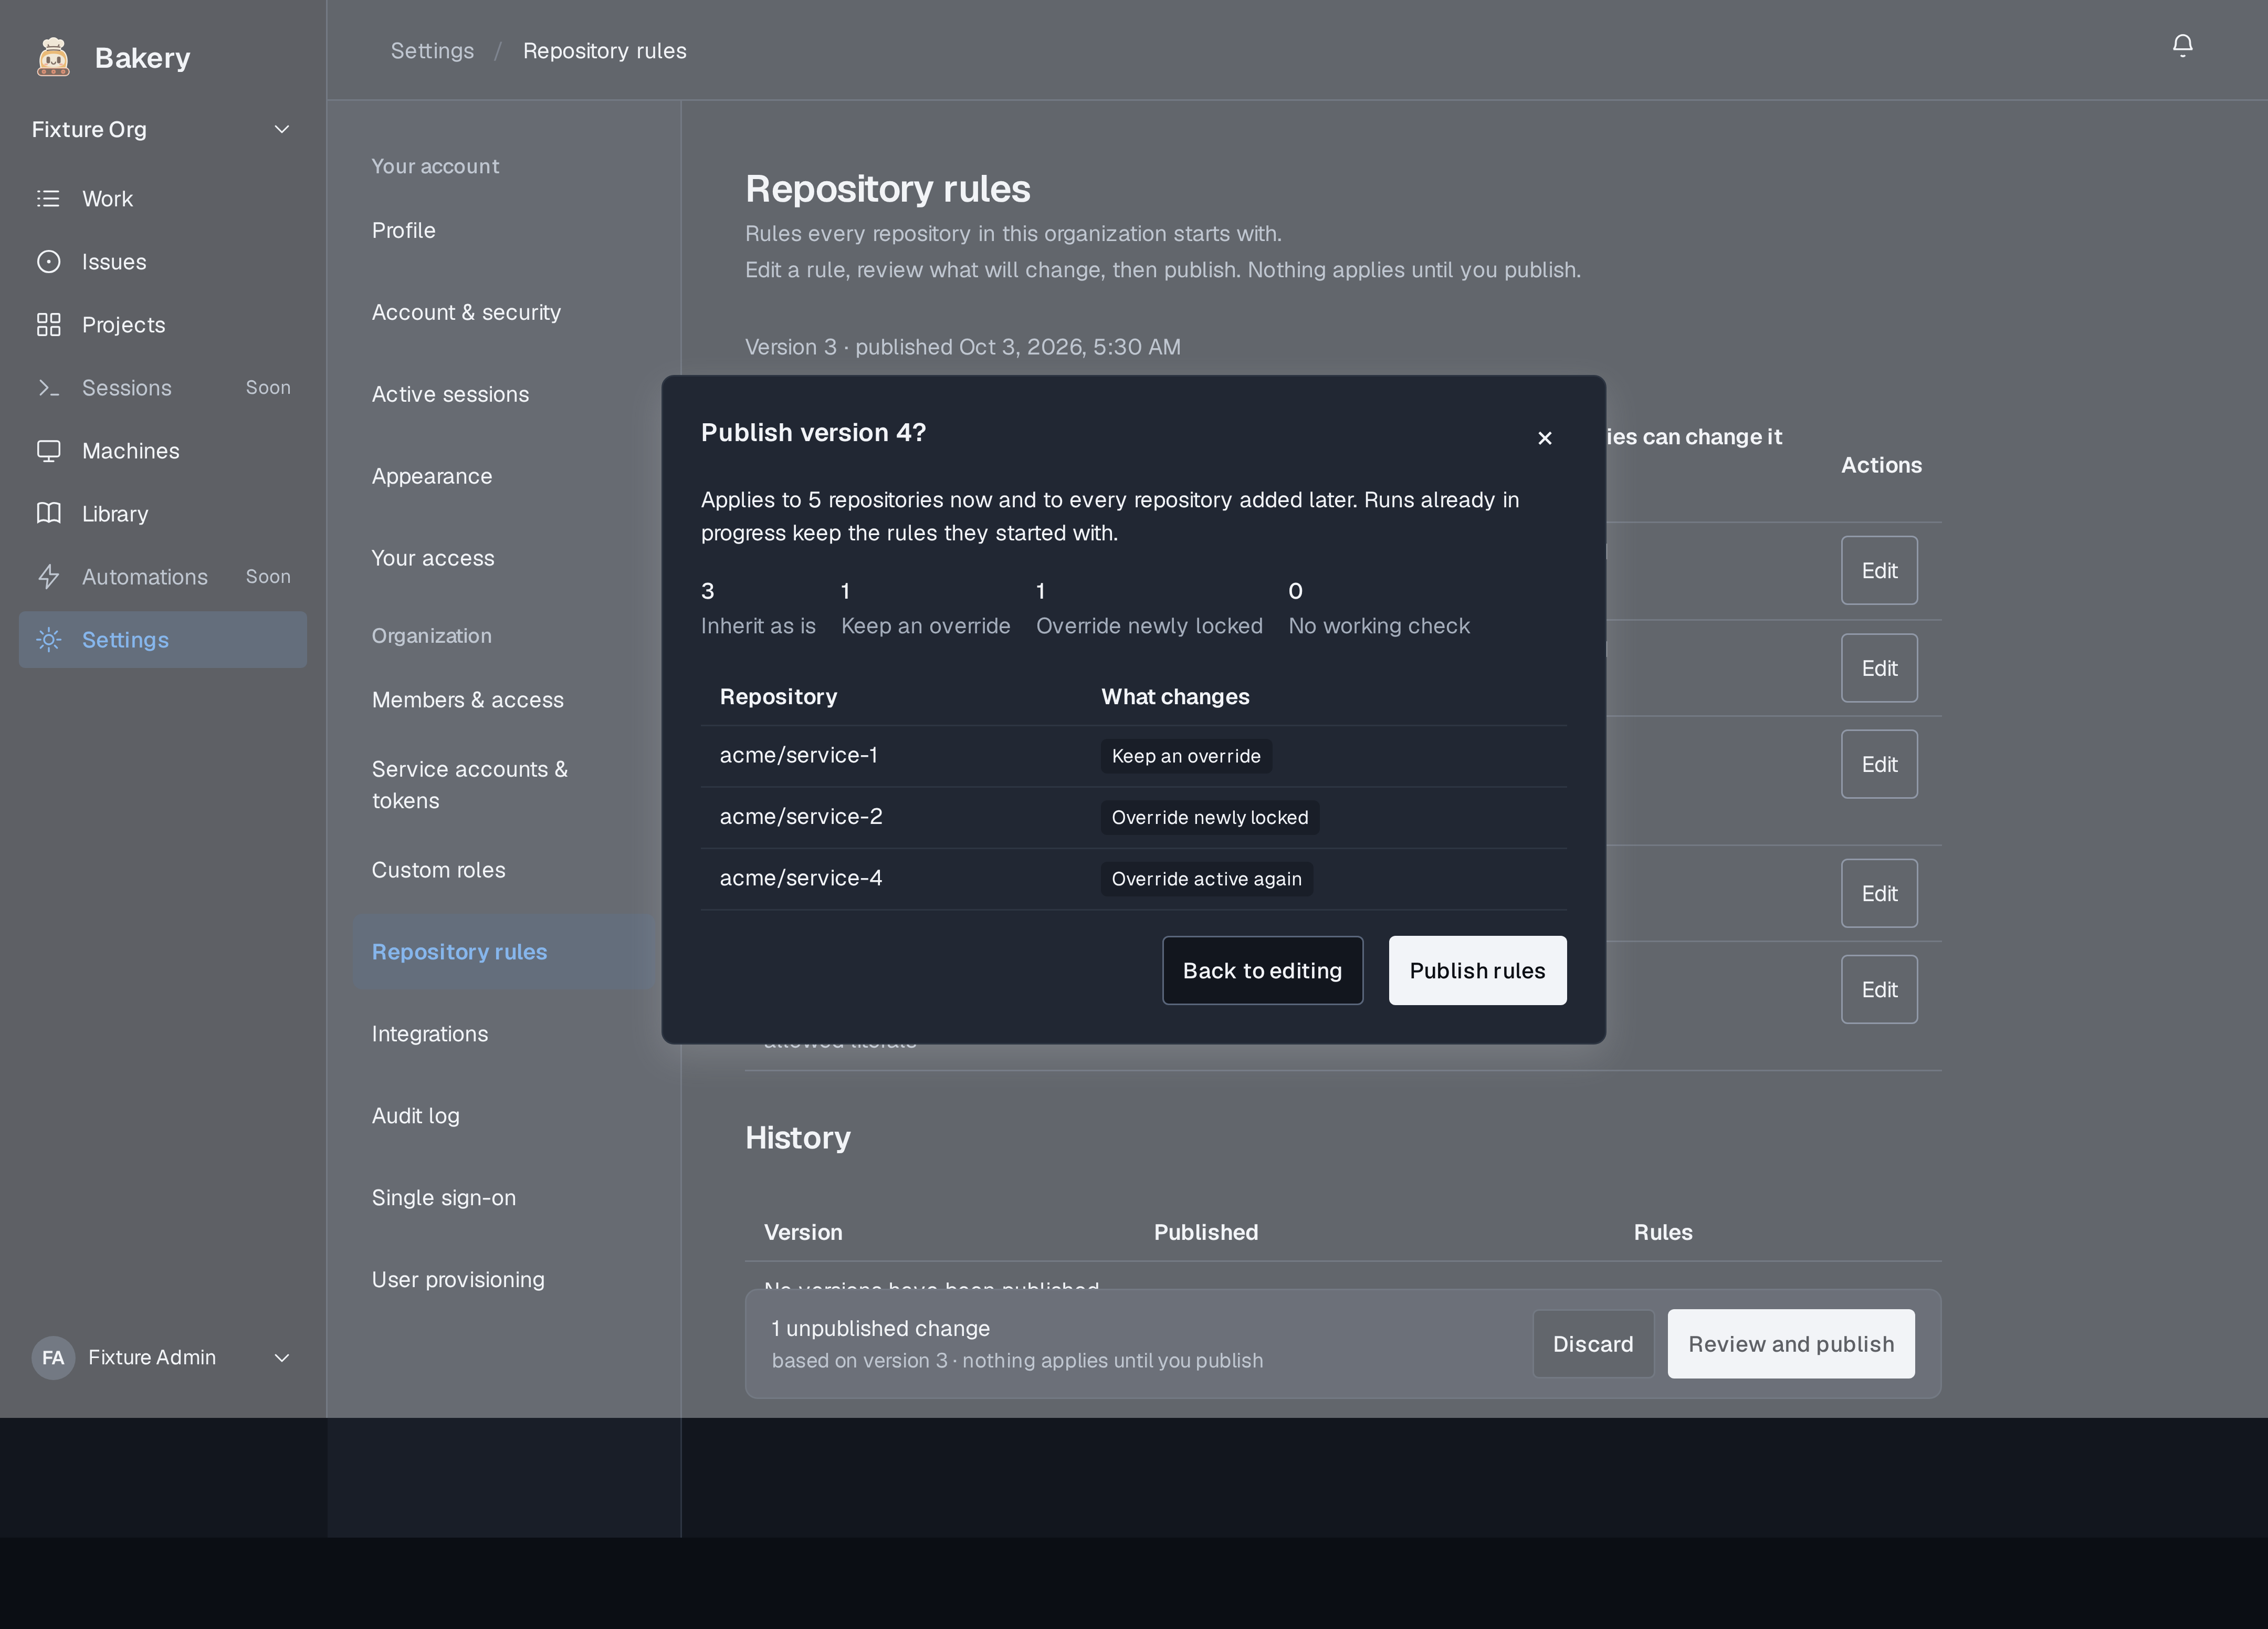 Bakery
Fixture Org
Work
Issues
Projects
Sessions Soon
Machines
Library
Automations Soon
Settings
FA Fixture Admin
Settings / Repository rules
Your account
Profile
Account & security
Active sessions
Appearance
Your access
Organization
Members & access
Service accounts &
tokens
Custom roles
Repository rules
Integrations
Audit log
Single sign-on
User provisioning
Repository rules
Rules every repository in this organization starts with.
Edit a rule, review what will change, then publish. Nothing applies until you publish.
Version 3 · published Oct 3, 2026, 5:30 AM
can change it
Actions
Edit
Edit
Edit
Edit
Edit
Publish version 4?
×
Applies to 5 repositories now and to every repository added later. Runs already in
progress keep the rules they started with.
3 1 1 0
Inherit as is Keep an override Override newly locked No working check
Repository What changes
acme/service-1 Keep an override
acme/service-2 Override newly locked
acme/service-4 Override active again
Back to editing Publish rules
allowed literals
History
Version Published Rules
No versions have been published
1 unpublished change
based on version 3 · nothing applies until you publish
Discard Review and publish